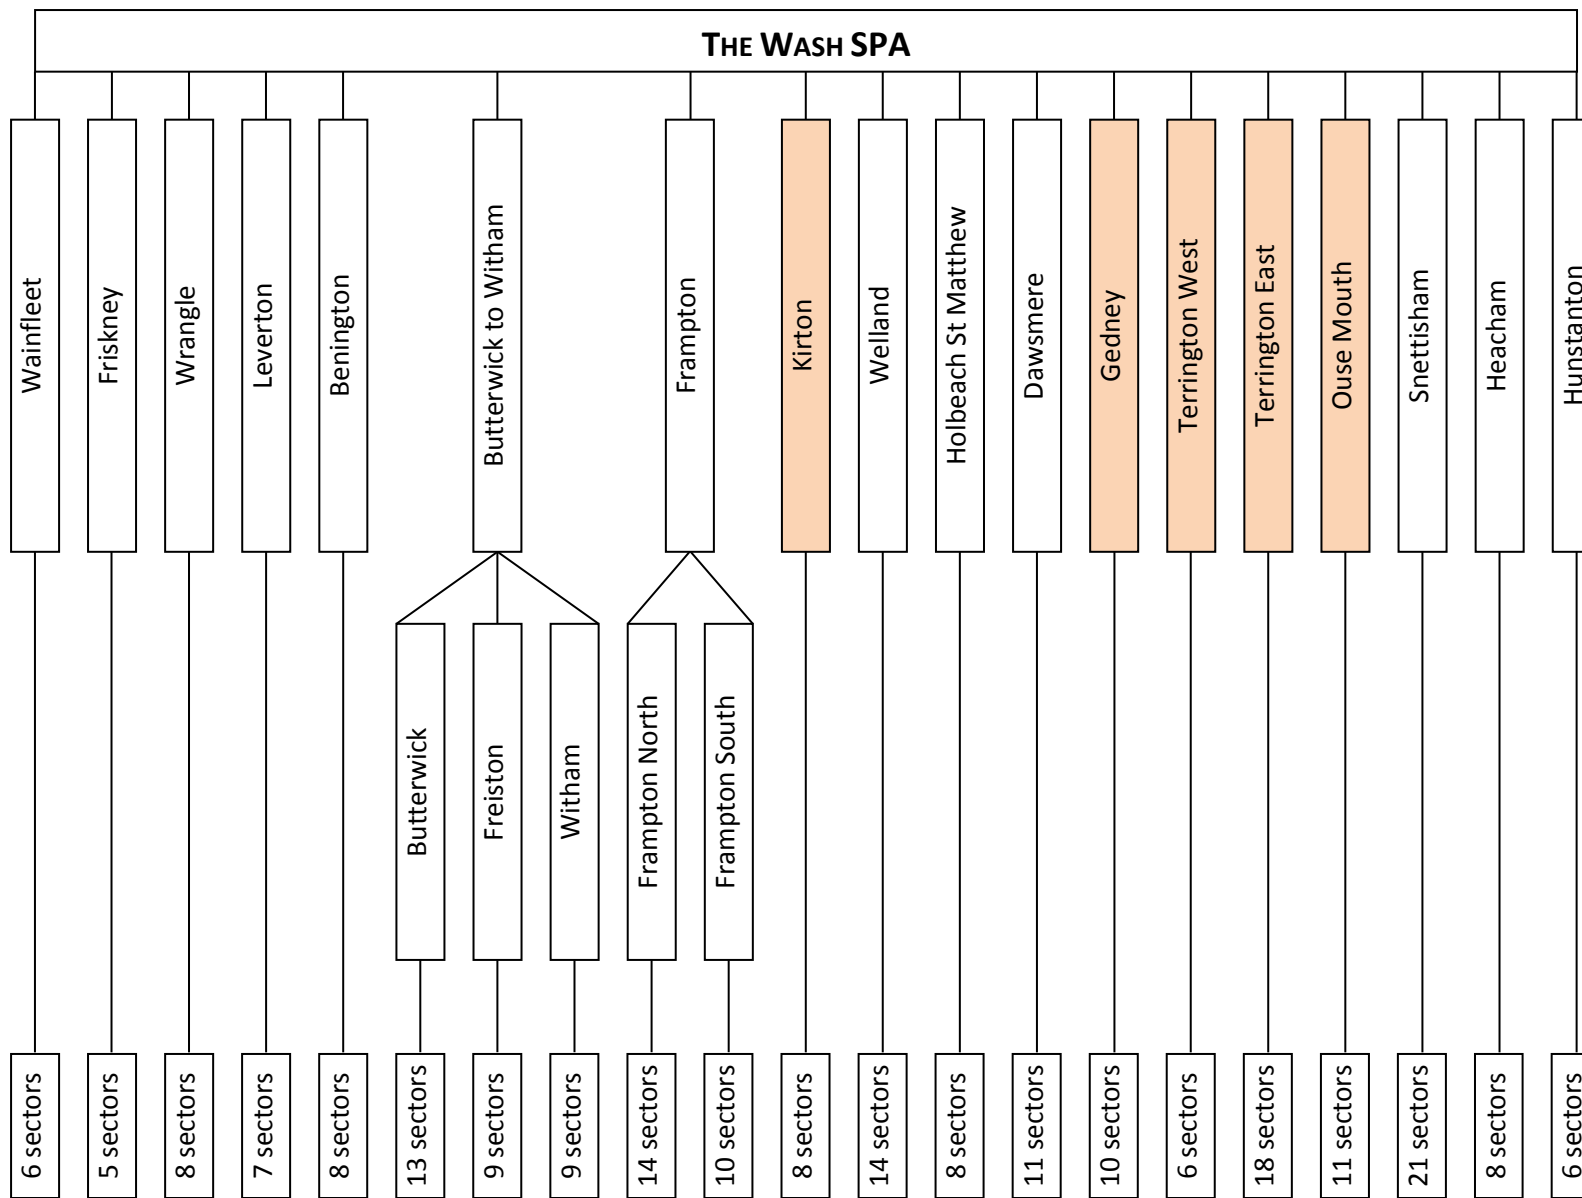 THE WASH SPA
Wainfleet
Friskney
Wrangle
Leverton
Benington
Butterwick to Witham
Frampton
Kirton
Welland
Holbeach St Matthew
Dawsmere
Gedney
Terrington West
Terrington East
Ouse Mouth
Snettisham
Heacham
Hunstanton
Butterwick
Freiston
Witham
Frampton North
Frampton South
6 sectors
5 sectors
8 sectors
7 sectors
8 sectors
13 sectors
9 sectors
9 sectors
14 sectors
10 sectors
8 sectors
14 sectors
8 sectors
11 sectors
10 sectors
6 sectors
18 sectors
11 sectors
21 sectors
8 sectors
6 sectors